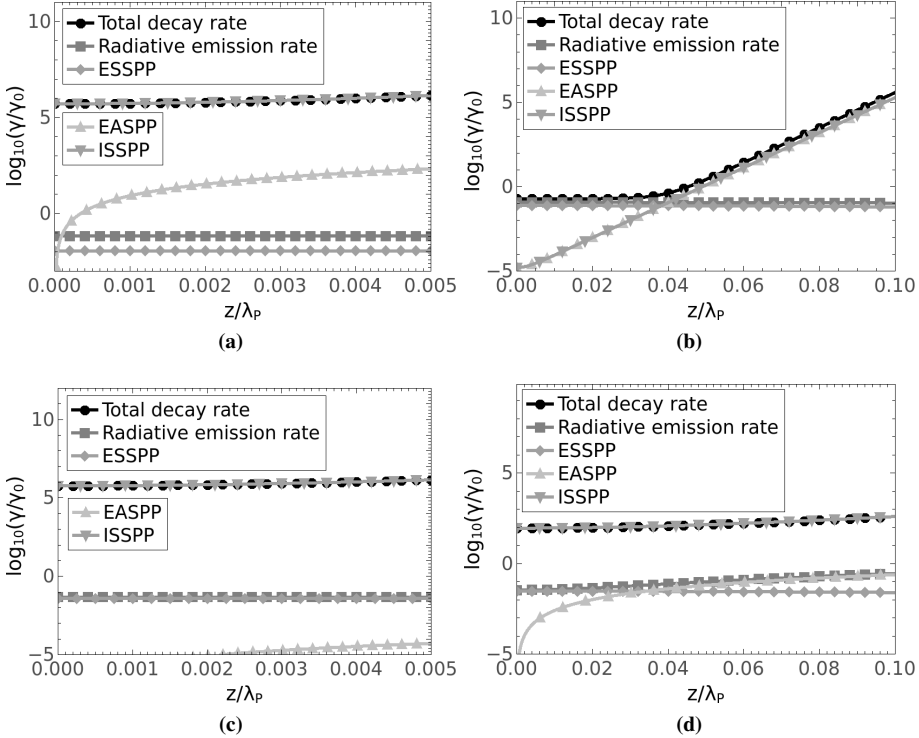 10
5
0
log10(γ/γ0)
Total decay rate
Radiative emission rate
ESSPP
EASPP
ISSPP
0.000 0.001 0.002 0.003 0.004 0.005
z/λP
(a)
10
5
0
−5
log10(γ/γ0)
Total decay rate
Radiative emission rate
ESSPP
EASPP
ISSPP
0.00 0.02 0.04 0.06 0.08 0.10
z/λP
(b)
10
5
0
−5
log10(γ/γ0)
Total decay rate
Radiative emission rate
ESSPP
EASPP
ISSPP
0.000 0.001 0.002 0.003 0.004 0.005
z/λP
(c)
5
0
−5
log10(γ/γ0)
Total decay rate
Radiative emission rate
ESSPP
EASPP
ISSPP
0.00 0.02 0.04 0.06 0.08 0.10
z/λP
(d)